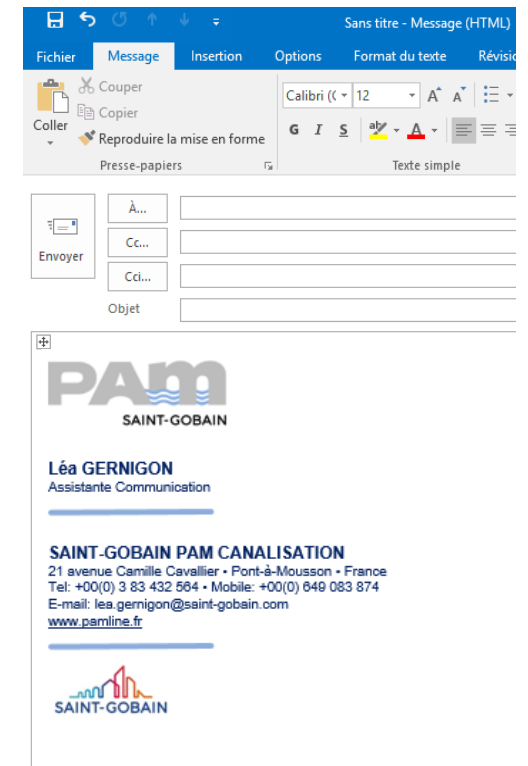 Sans titre - Message (HTML)
Fichier Message Insertion Options Format du texte Révisio
Coller
Couper
Copier
Reproduire la mise en forme
Presse-papiers
Calibri (C 12 A A
G I S ab A
Texte simple
Envoyer
À...
Cc...
Cci...
Objet
PAM
SAINT-GOBAIN
Léa GERNIGON
Assistante Communication
SAINT-GOBAIN PAM CANALISATION
21 avenue Camille Cavallier • Pont-à-Mousson • France
Tel: +00(0) 3 83 432 564 • Mobile: +00(0) 649 083 874
E-mail: lea.gernigon@saint-gobain.com
www.pamline.fr
SAINT-GOBAIN